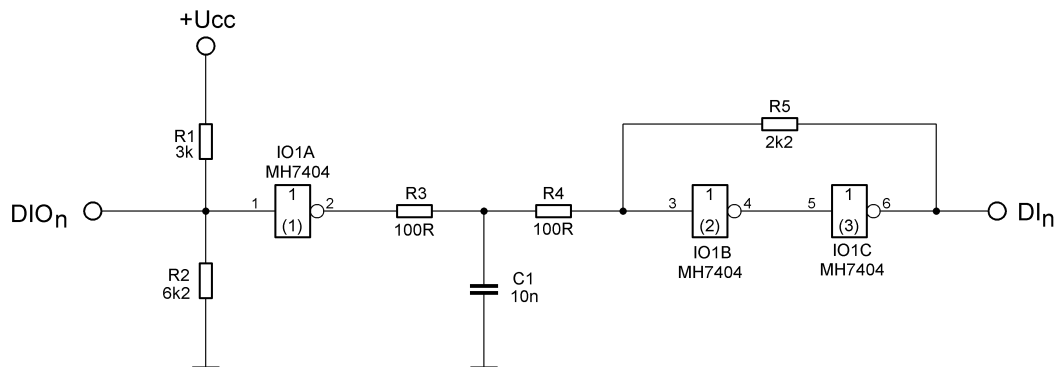 +Ucc
R1
3k
IO1A
MH7404
DIOn
1
1
2
(1)
R2
6k2
R3
100R
C1
10n
R4
100R
R5
2k2
3
1
4
(2)
IO1B
MH7404
5
1
6
(3)
IO1C
MH7404
DIn